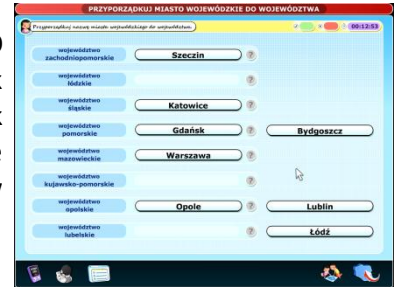 PRZYPORZĄDKUJ MIASTO WOJEWÓDZKIE DO WOJEWÓDZTWA
Przyporządkuj nazwę miasta wojewódzkiego do województwa.
00:12:53
województwo
zachodniopomorskie
Szeczin
?
województwo
łódzkie
?
województwo
śląskie
Katowice
?
województwo
pomorskie
Gdańsk
?
Bydgoszcz
województwo
mazowieckie
Warszawa
?
województwo
kujawsko-pomorskie
?
województwo
opolskie
Opole
?
Lublin
województwo
lubelskie
?
Łódź